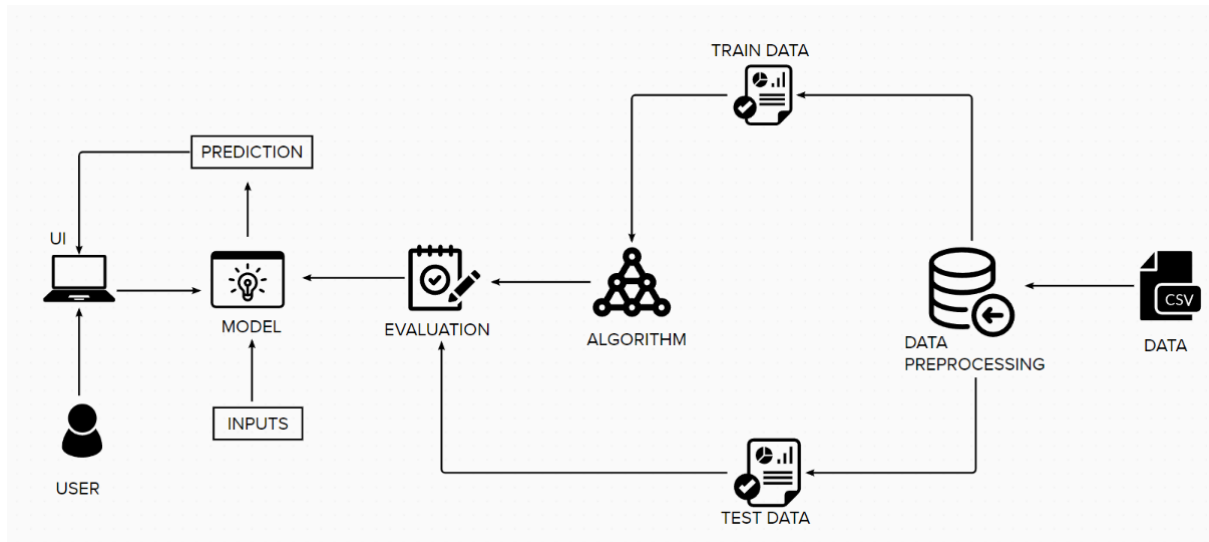 TRAIN DATA
PREDICTION
UI
MODEL
EVALUATION
ALGORITHM
DATA
PREPROCESSING
CSV
DATA
INPUTS
USER
TEST DATA